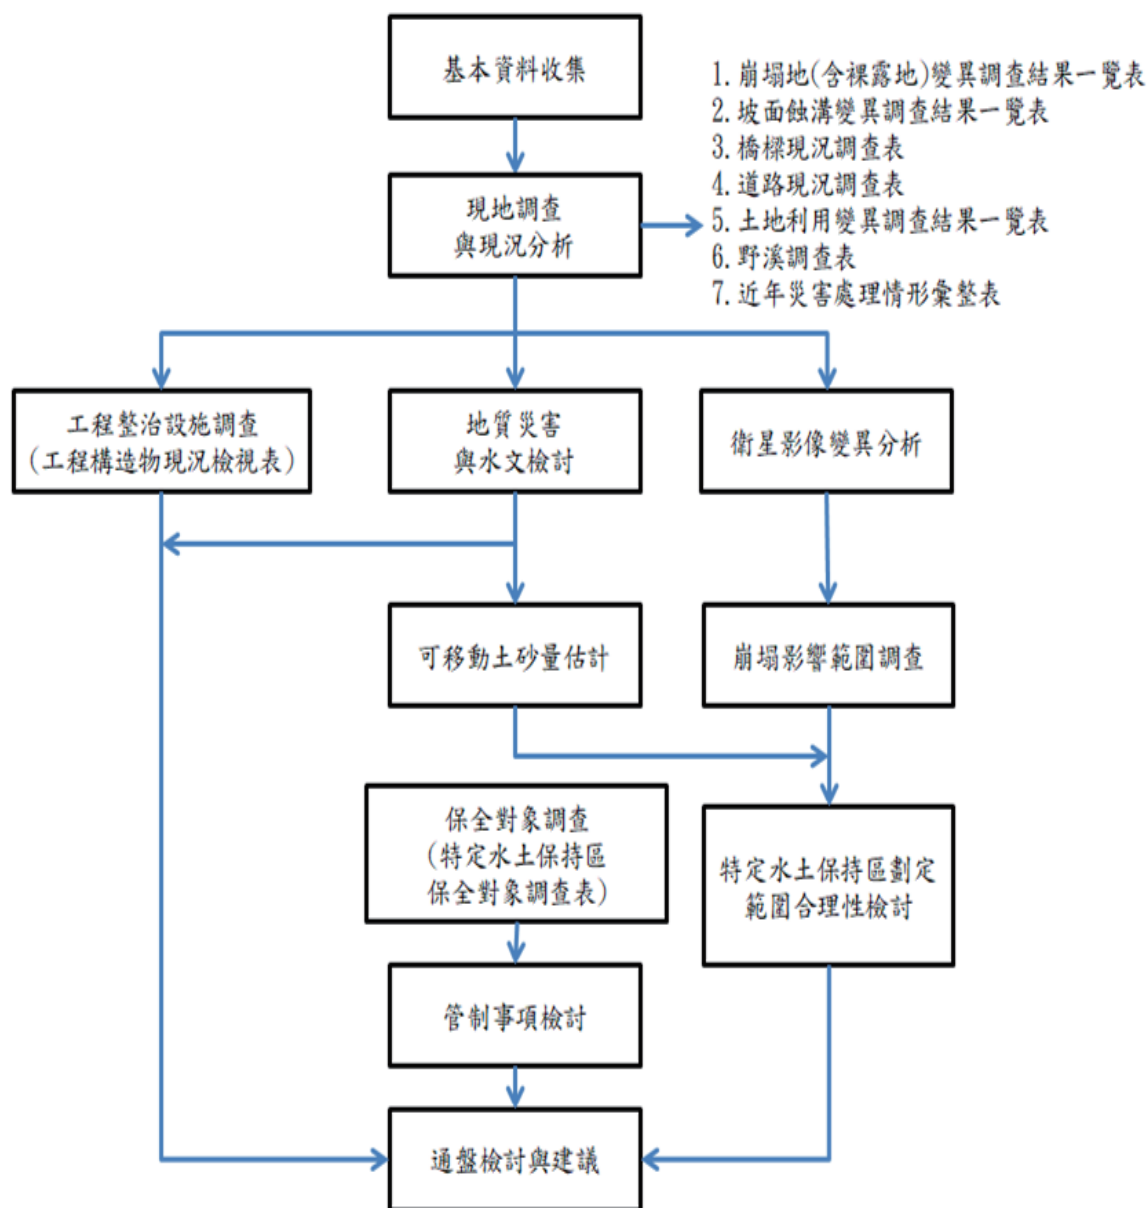 基本資料收集
1.崩塌地(含裸露地)變異調查結果一覽表
2.坡面蝕溝變異調查結果一覽表
3.橋樑現況調查表
4.道路現況調查表
5.土地利用變異調查結果一覽表
6.野溪調查表
7.近年災害處理情形彙整表
現地調查
與現況分析
工程整治設施調查
(工程構造物現況檢視表)
地質災害
與水文檢討
衛星影像變異分析
可移動土砂量估計
崩塌影響範圍調查
保全對象調查
(特定水土保持區
保全對象調查表)
特定水土保持區劃定
範圍合理性檢討
管制事項檢討
通盤檢討與建議